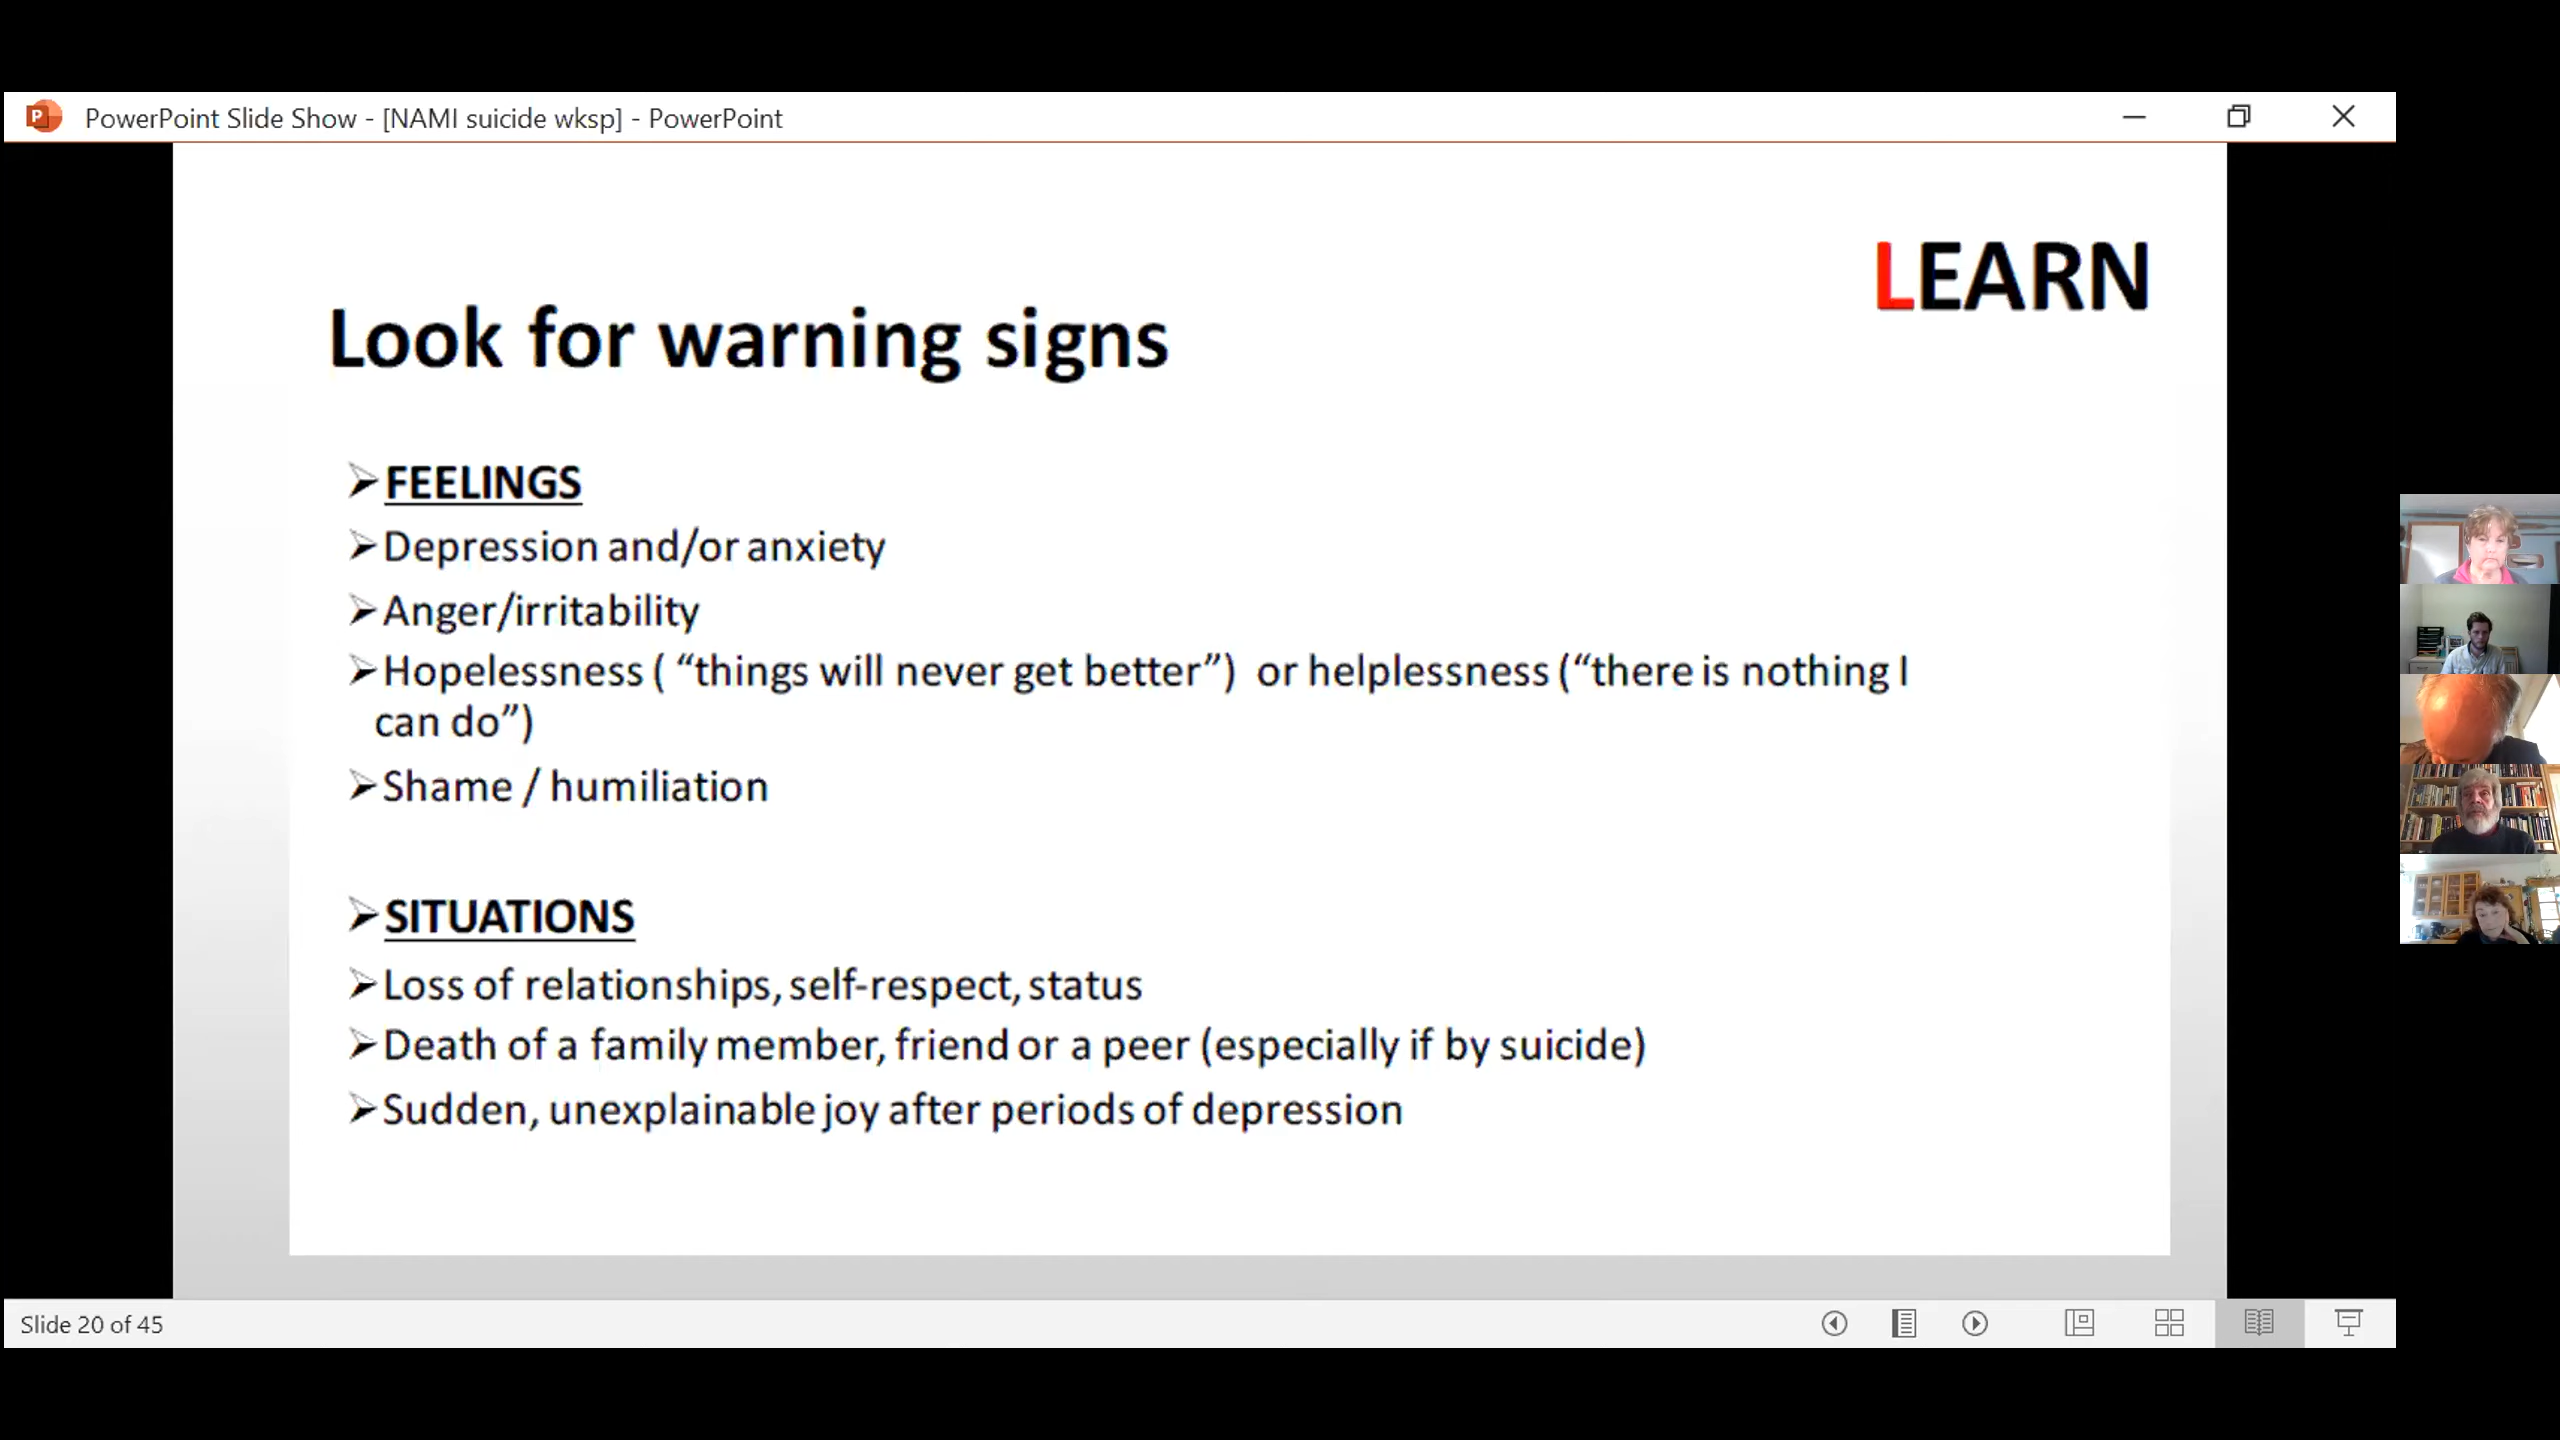 PowerPoint Slide Show - [NAMI suicide wksp] - PowerPoint
LEARN
Look for warning signs
FEELINGS
Depression and/or anxiety
Anger/irritability
Hopelessness ( “things will never get better”) or helplessness (“there is nothing I
can do”)
Shame / humiliation
SITUATIONS
Loss of relationships, self-respect, status
Death of a family member, friend or a peer (especially if by suicide)
Sudden, unexplainable joy after periods of depression
Slide 20 of 45